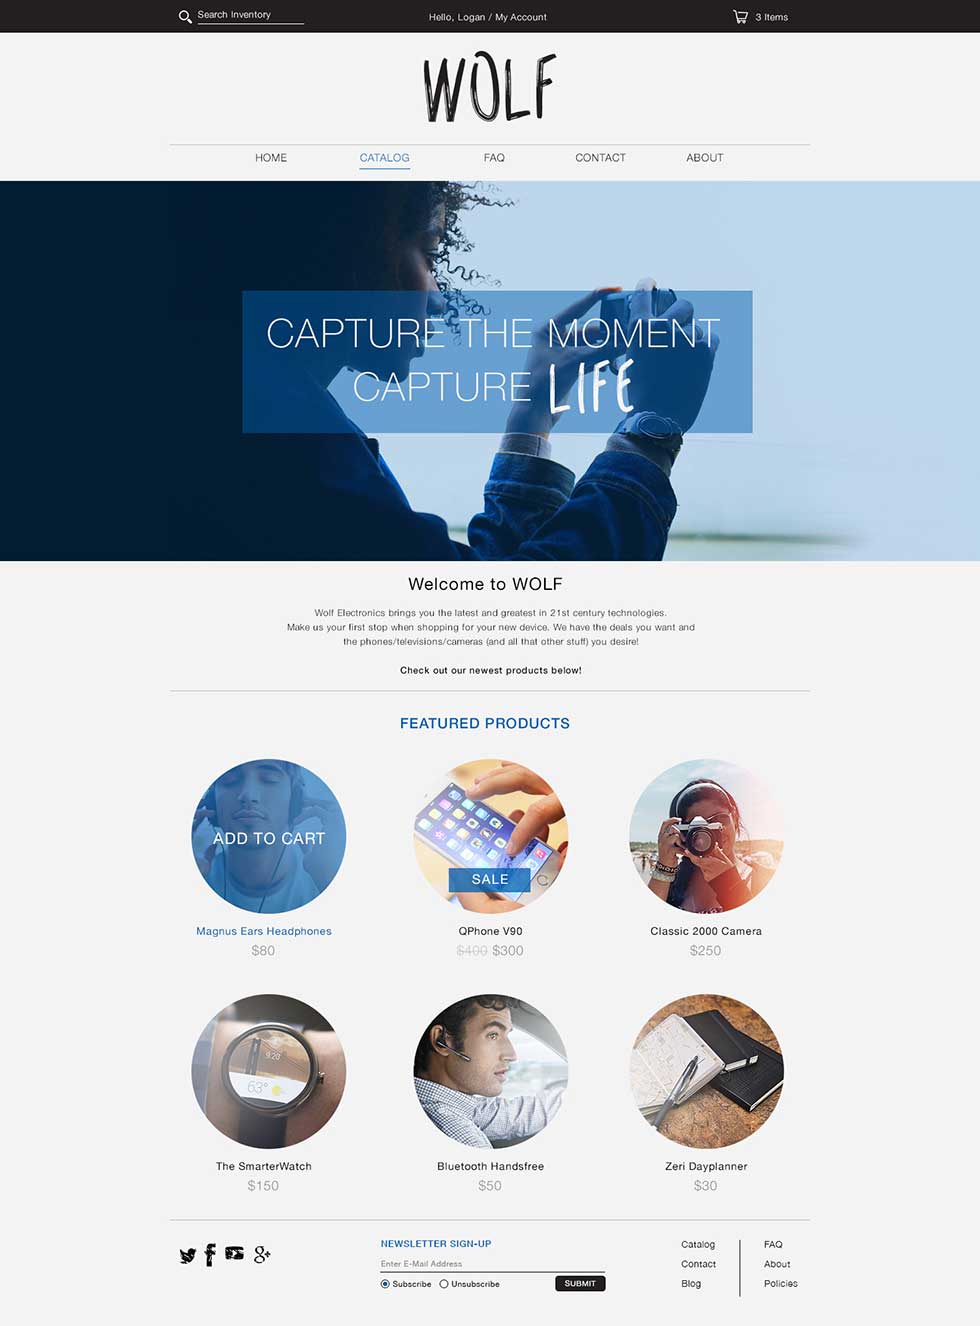 Search Inventory
Hello, Logan / My Account
3 Items
WOLF
HOME CATALOG FAQ CONTACT ABOUT
CAPTURE THE MOMENT
CAPTURE LIFE
Welcome to WOLF
Wolf Electronics brings you the latest and greatest in 21st century technologies.
Make us your first stop when shopping for your new device. We have the deals you want and
the phones/televisions/cameras (and all that other stuff) you desire!
Check out our newest products below!
FEATURED PRODUCTS
ADD TO CART
SALE
Magnus Ears Headphones
$80
QPhone V90
$400 $300
Classic 2000 Camera
$250
9:20
63°
The SmarterWatch
$150
Bluetooth Handsfree
$50
Zeri Dayplanner
$30
NEWSLETTER SIGN-UP
Enter E-Mail Address
Subscribe Unsubscribe SUBMIT
Catalog
Contact
Blog
FAQ
About
Policies